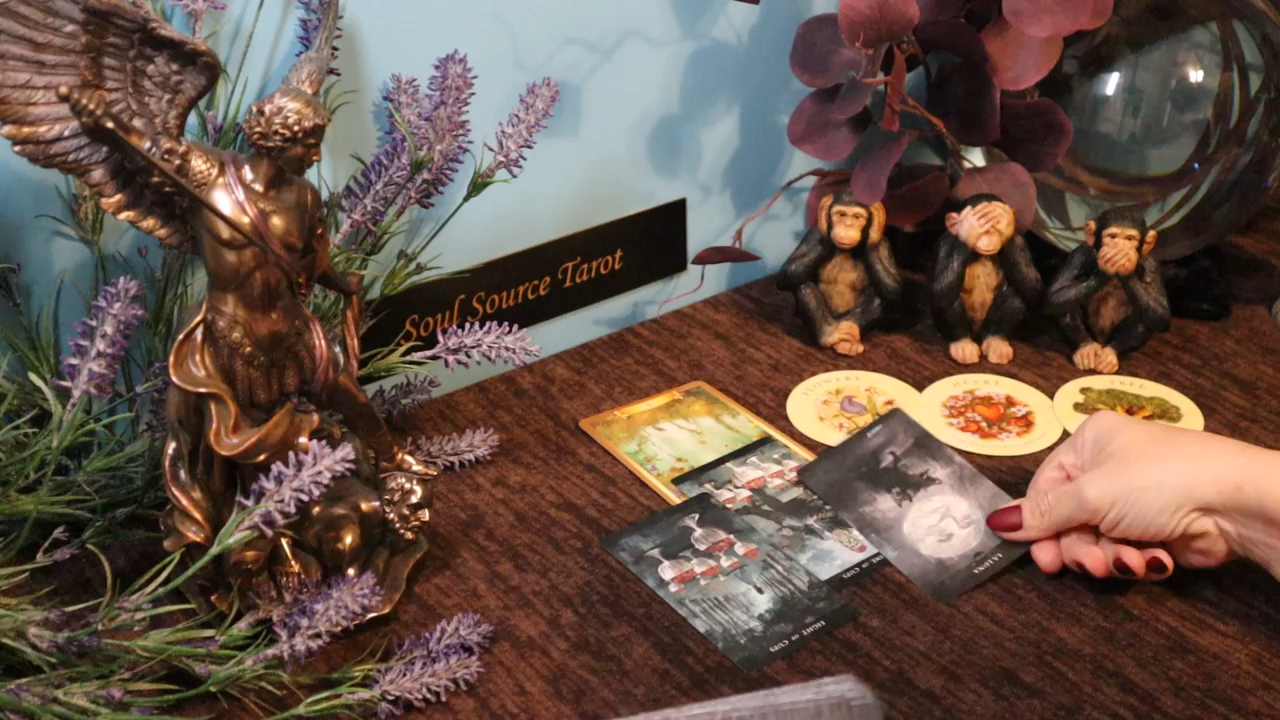 Soul Source Tarot
FLOWERS
HEART
TREE
LA LUNA
NINE OF CUPS
EIGHT OF CUPS